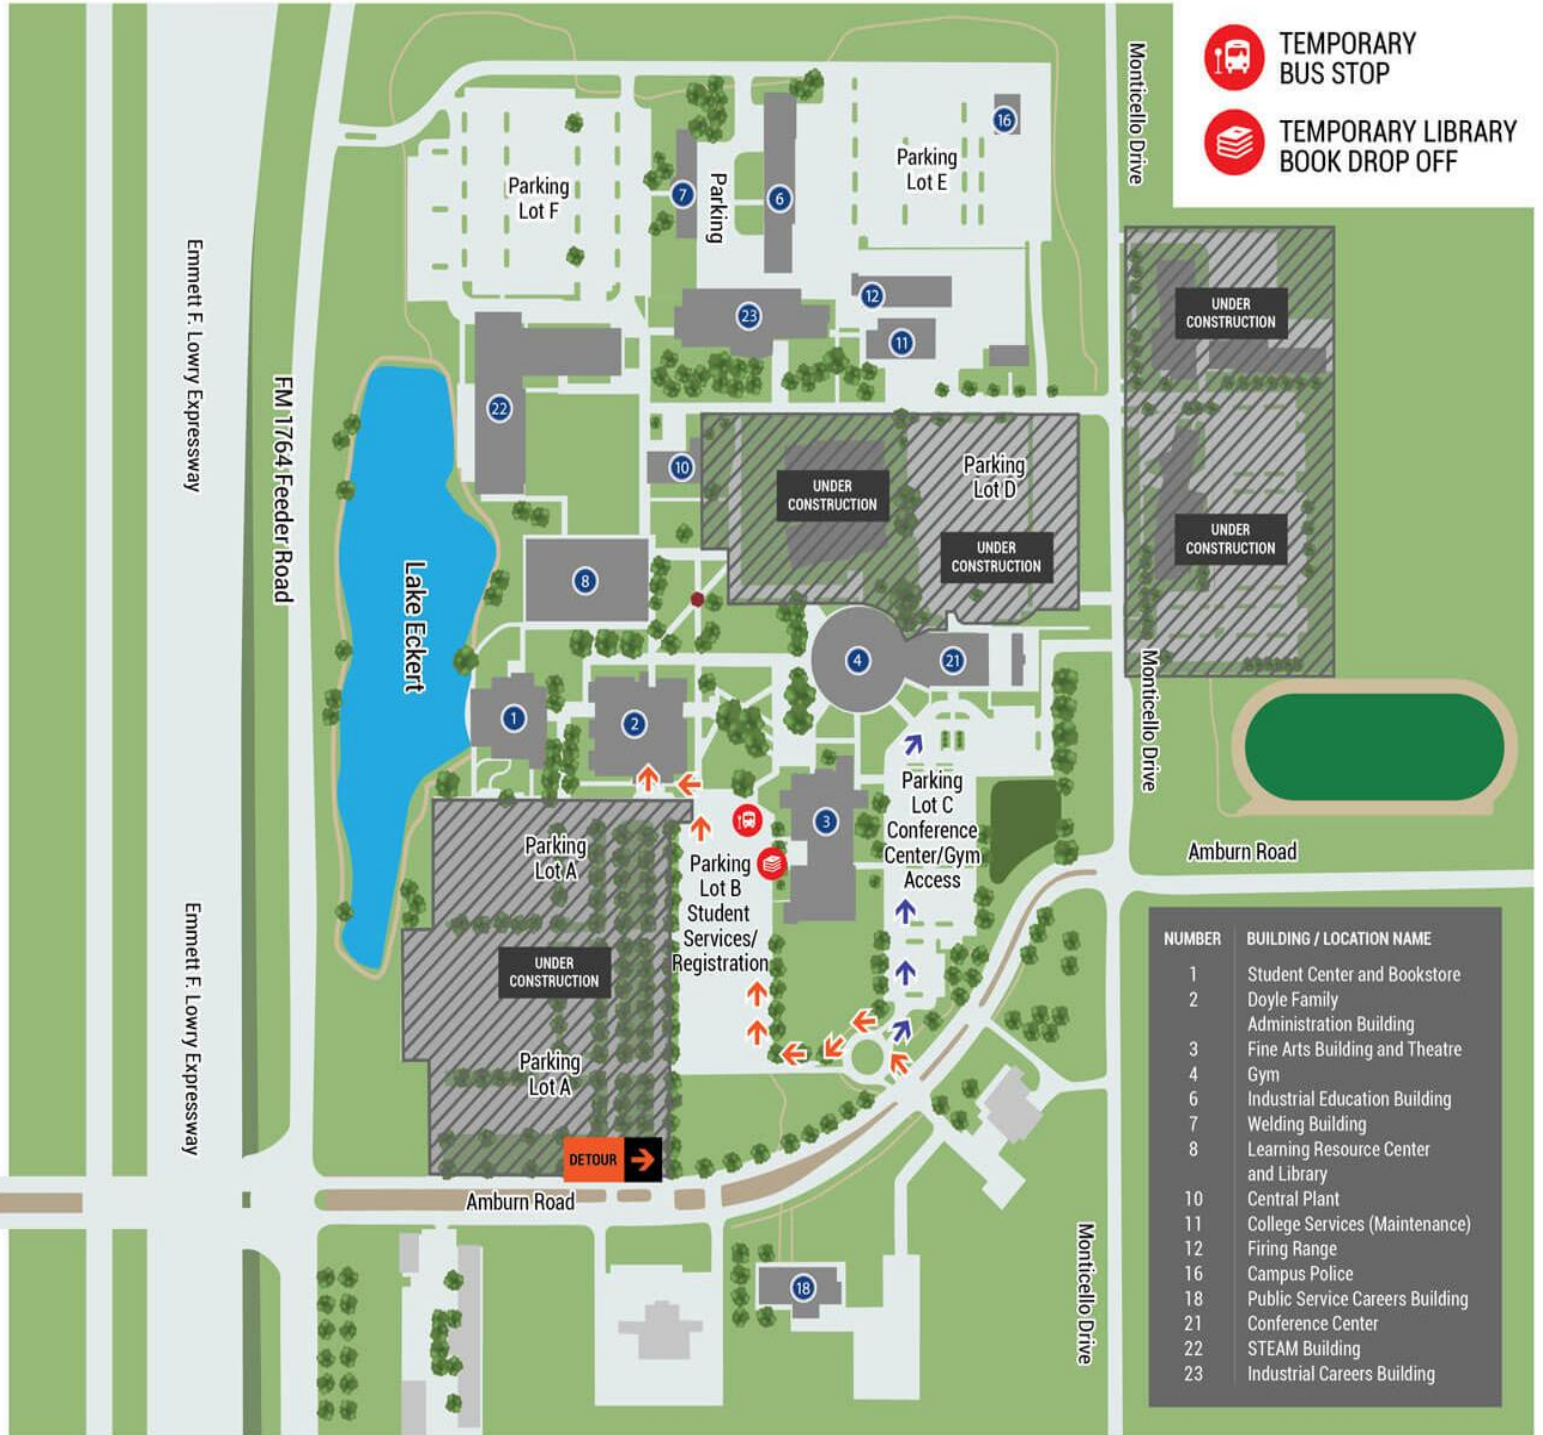 TEMPORARY
BUS STOP
TEMPORARY LIBRARY
BOOK DROP OFF
Monticello Drive
16
Parking
Lot E
Parking
Lot F
7
Parking
6
Emmett F. Lowry Expressway
FM 1764 Feeder Road
12
23
11
UNDER
CONSTRUCTION
22
10
UNDER
CONSTRUCTION
Parking
Lot D
UNDER
CONSTRUCTION
UNDER
CONSTRUCTION
Lake Eckert
8
4
21
Monticello Drive
1
2
3
Parking
Lot C
Conference
Center/Gym
Access
Parking
Lot A
Parking
Lot B
Student
Services/
Registration
Amburn Road
UNDER
CONSTRUCTION
Emmett F. Lowry Expressway
Parking
Lot A
DETOUR
Amburn Road
18
Monticello Drive
NUMBER BUILDING / LOCATION NAME
1 Student Center and Bookstore
2 Doyle Family
Administration Building
3 Fine Arts Building and Theatre
4 Gym
6 Industrial Education Building
7 Welding Building
8 Learning Resource Center
and Library
10 Central Plant
11 College Services (Maintenance)
12 Firing Range
16 Campus Police
18 Public Service Careers Building
21 Conference Center
22 STEAM Building
23 Industrial Careers Building